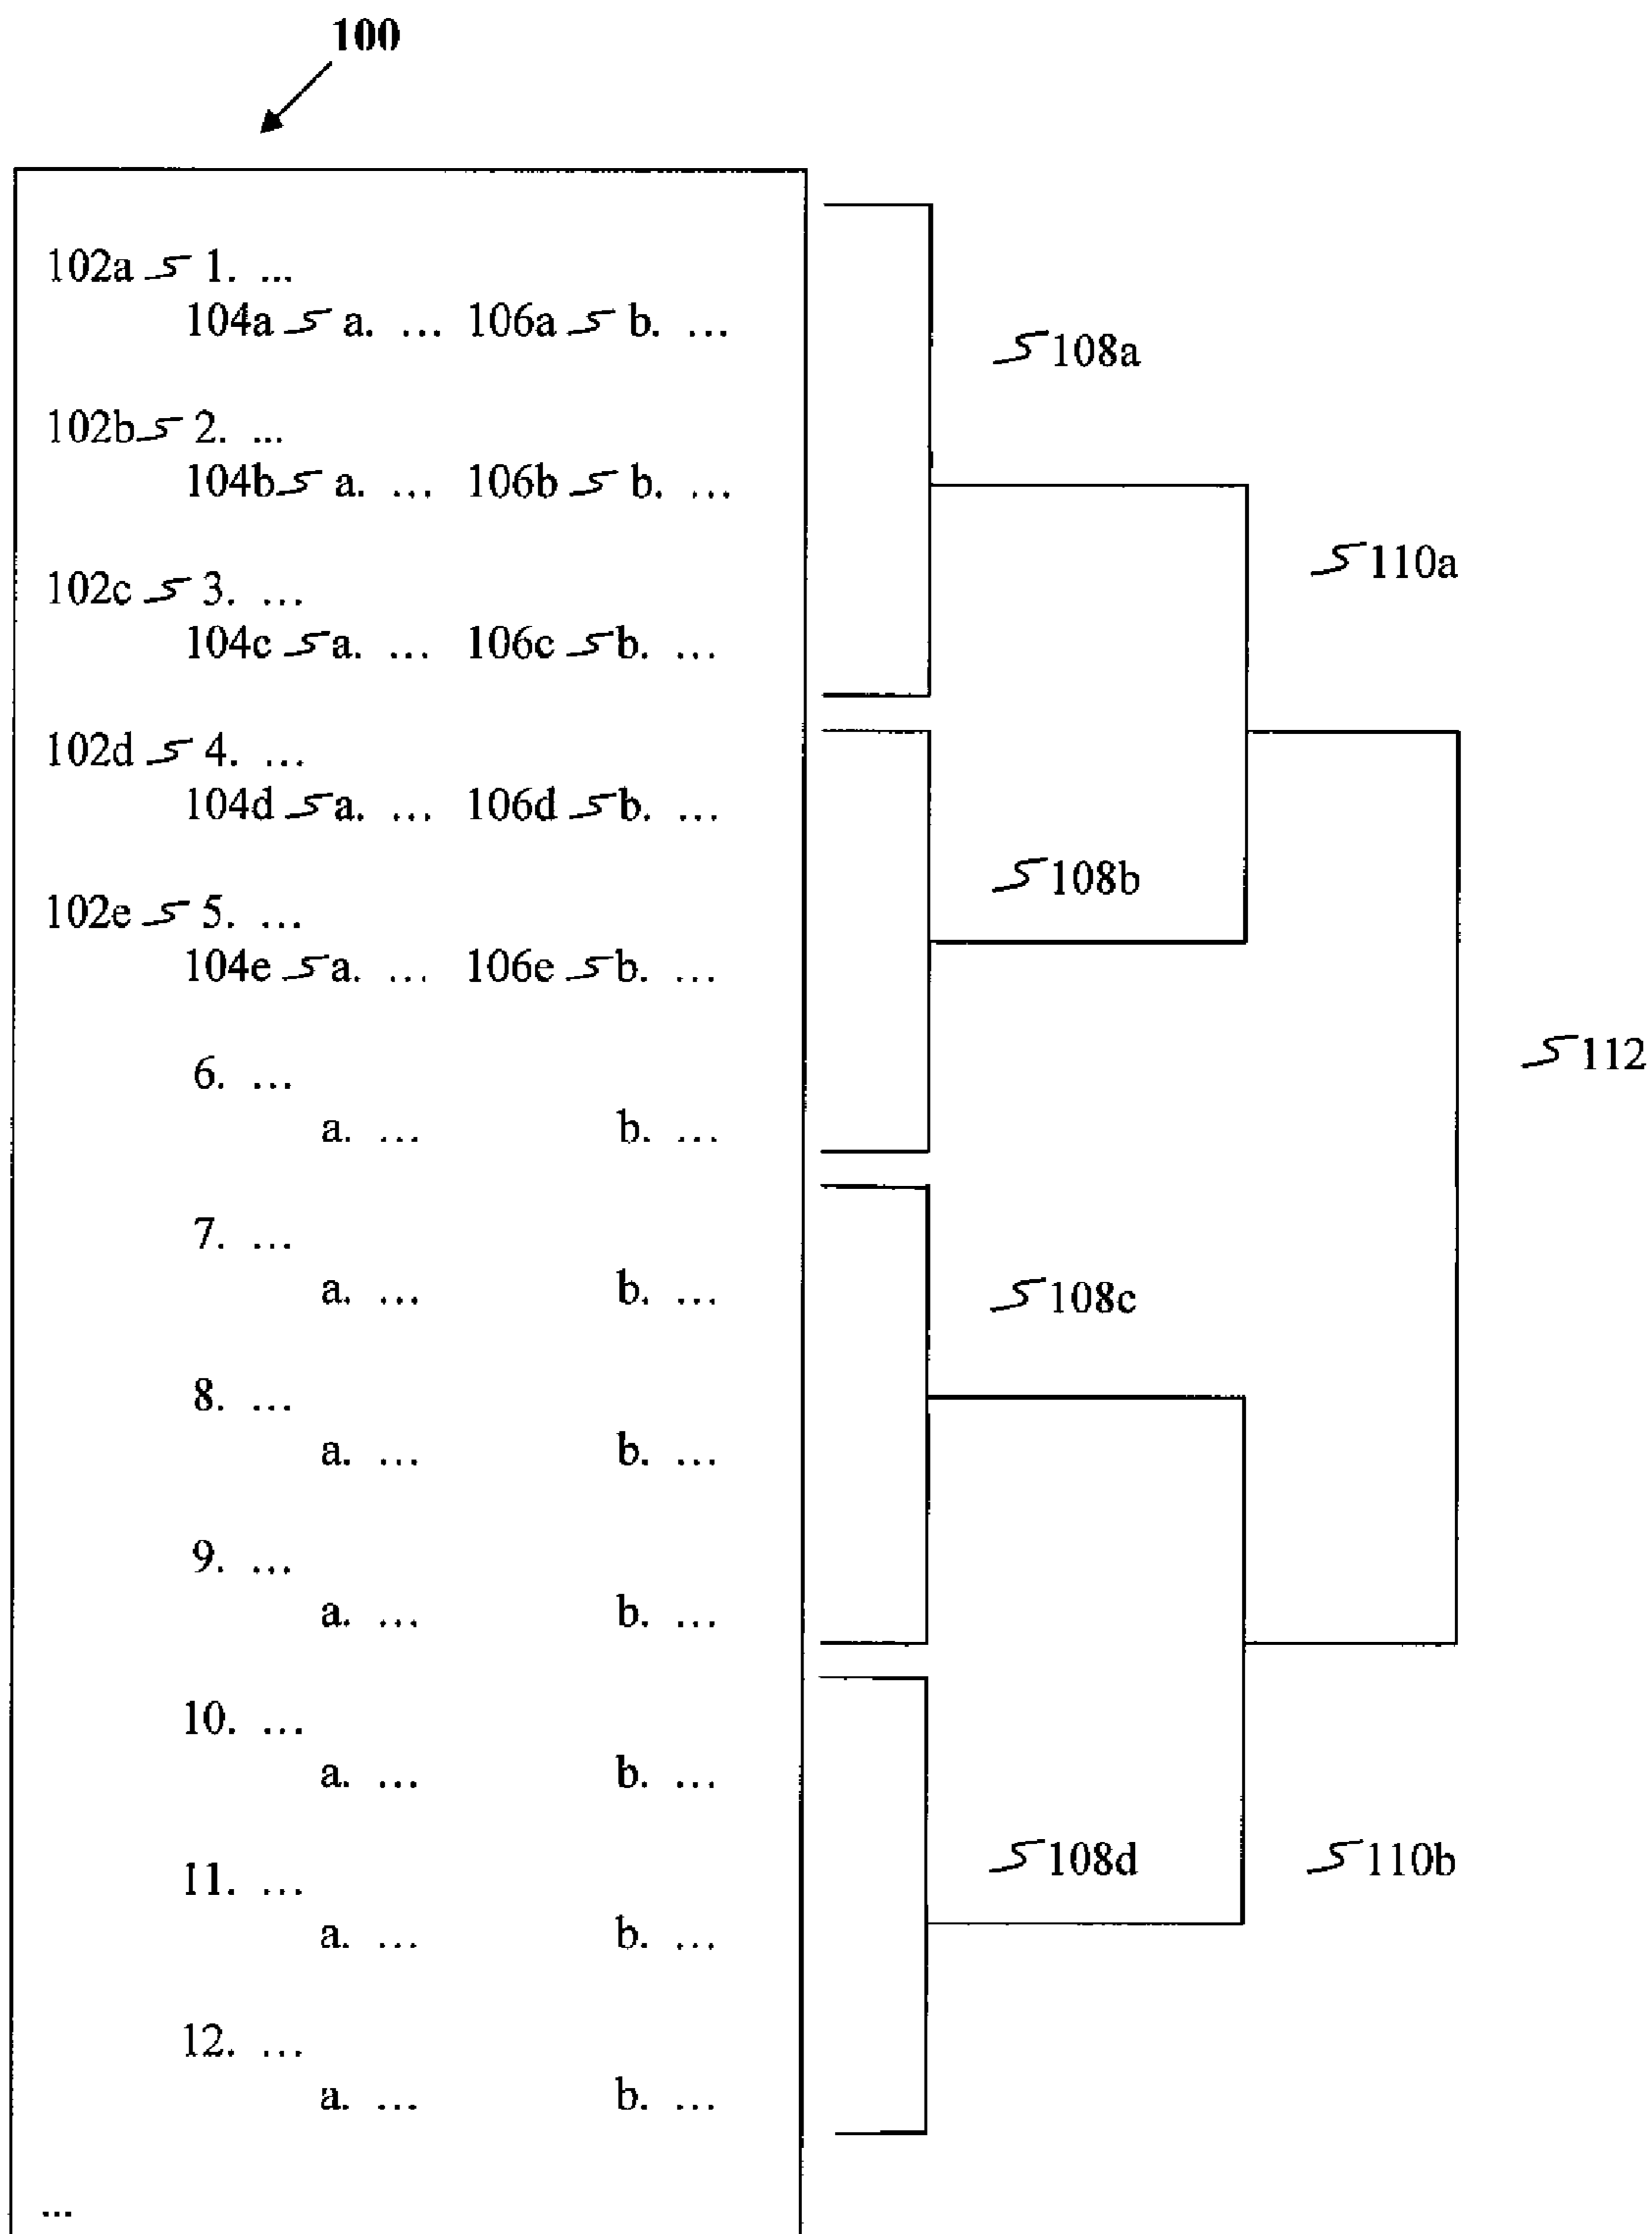 100
102a 1. ...
104a a. ... 106a b. ...
108a
102b 2. ...
104b a. ... 106b b. ...
110a
102c 3. ...
104c a. ... 106c b. ...
102d 4. ...
104d a. ... 106d b. ...
108b
102e 5. ...
104e a. ... 106e b. ...
6. ...
112
a. ... b. ...
7. ...
a. ... b. ...
108c
8. ...
a. ... b. ...
9. ...
a. ... b. ...
10. ...
a. ... b. ...
108d
110b
11. ...
a. ... b. ...
12. ...
a. ... b. ...
...